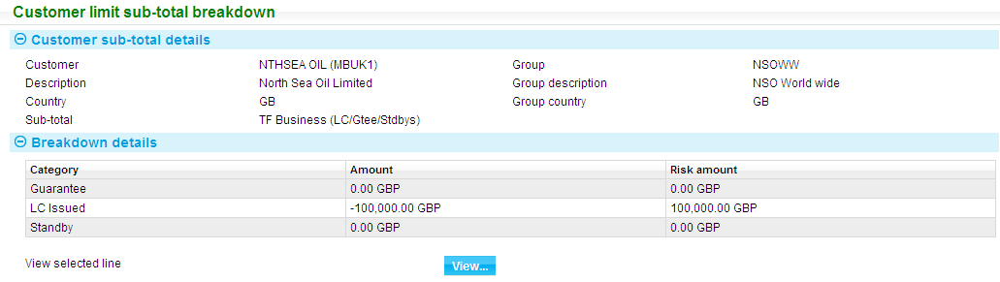 Customer limit sub-total breakdown
Customer sub-total details
Customer NTHSEA OIL (MBUK1) Group NSOWW
Description North Sea Oil Limited Group description NSO World wide
Country GB Group country GB
Sub-total TF Business (LC/Gtee/Stdbys)
Breakdown details
Category Amount Risk amount
Guarantee 0.00 GBP 0.00 GBP
LC Issued -100,000.00 GBP 100,000.00 GBP
Standby 0.00 GBP 0.00 GBP
View selected line View...